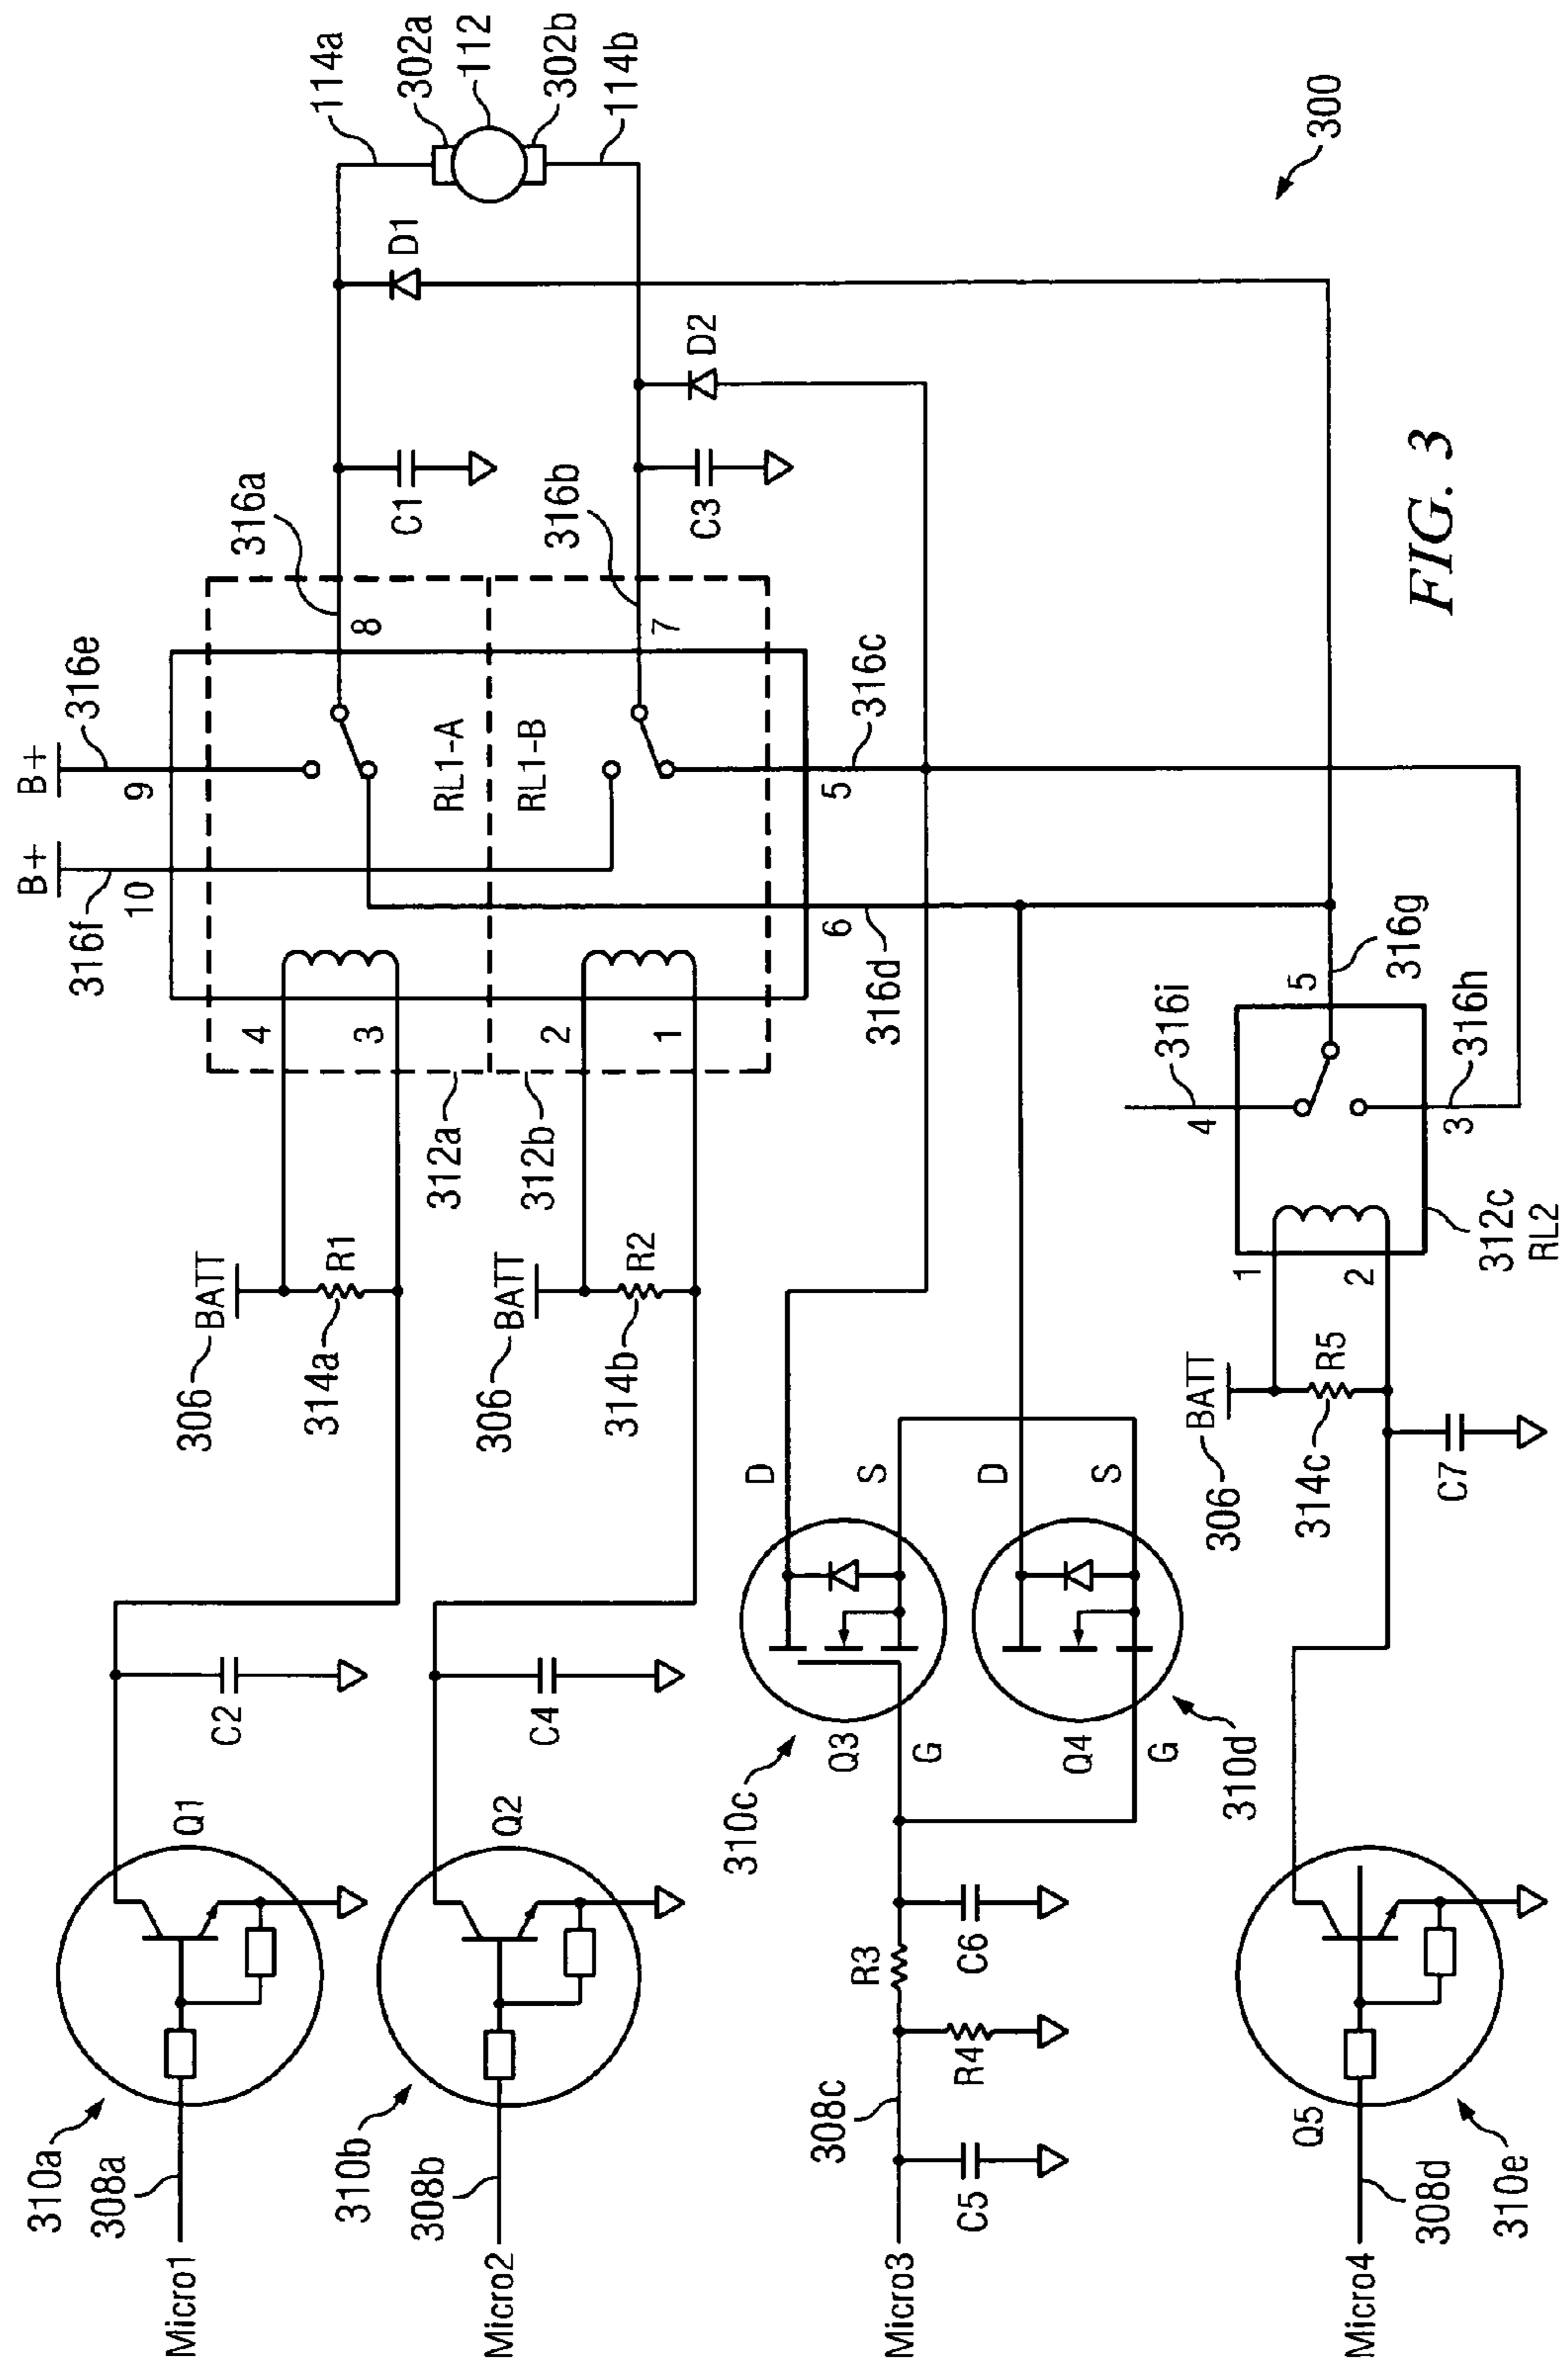 Micro1
308a
310a
Q1
C2
306
BATT
314a
R1
4
3
312a
B+
316f
10
B+
9
316e
RL1-A
8
316a
C1
D1
114a
302a
112
302b
114b
Micro2
308b
310b
Q2
C4
306
BATT
314b
R2
2
1
312b
RL1-B
7
316b
C3
D2
5
316c
6
316d
Micro3
308c
C5
R4
R3
C6
310c
Q3
G
D
S
Q4
G
D
S
310d
Micro4
308d
Q5
310e
C7
306
BATT
314c
R5
1
2
312c
RL2
4
316i
5
316g
3
316h
300
FIG. 3